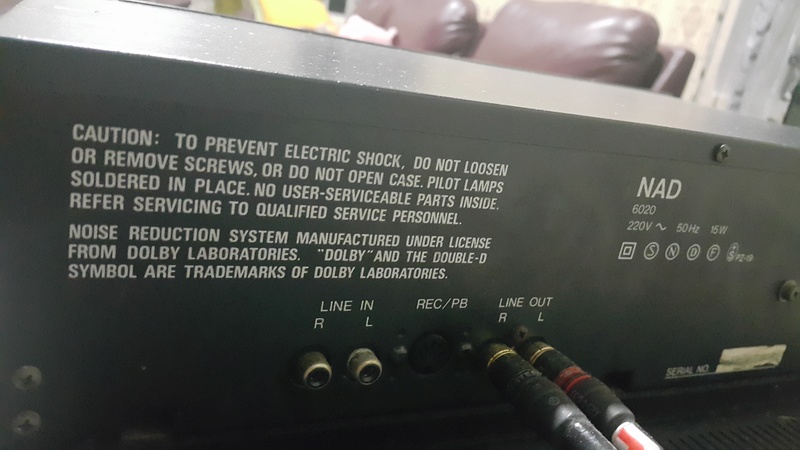 CAUTION: TO PREVENT ELECTRIC SHOCK, DO NOT LOOSEN
OR REMOVE SCREWS, OR DO NOT OPEN CASE. PILOT LAMPS
SOLDERED IN PLACE. NO USER-SERVICEABLE PARTS INSIDE.
REFER SERVICING TO QUALIFIED SERVICE PERSONNEL.
NOISE REDUCTION SYSTEM MANUFACTURED UNDER LICENSE
FROM DOLBY LABORATORIES. "DOLBY" AND THE DOUBLE-D
SYMBOL ARE TRADEMARKS OF DOLBY LABORATORIES.
NAD
6020
220V ~ 50Hz 15W
S N D F S
LINE IN
R L
REC/PB
LINE OUT
R L
SERIAL NO.